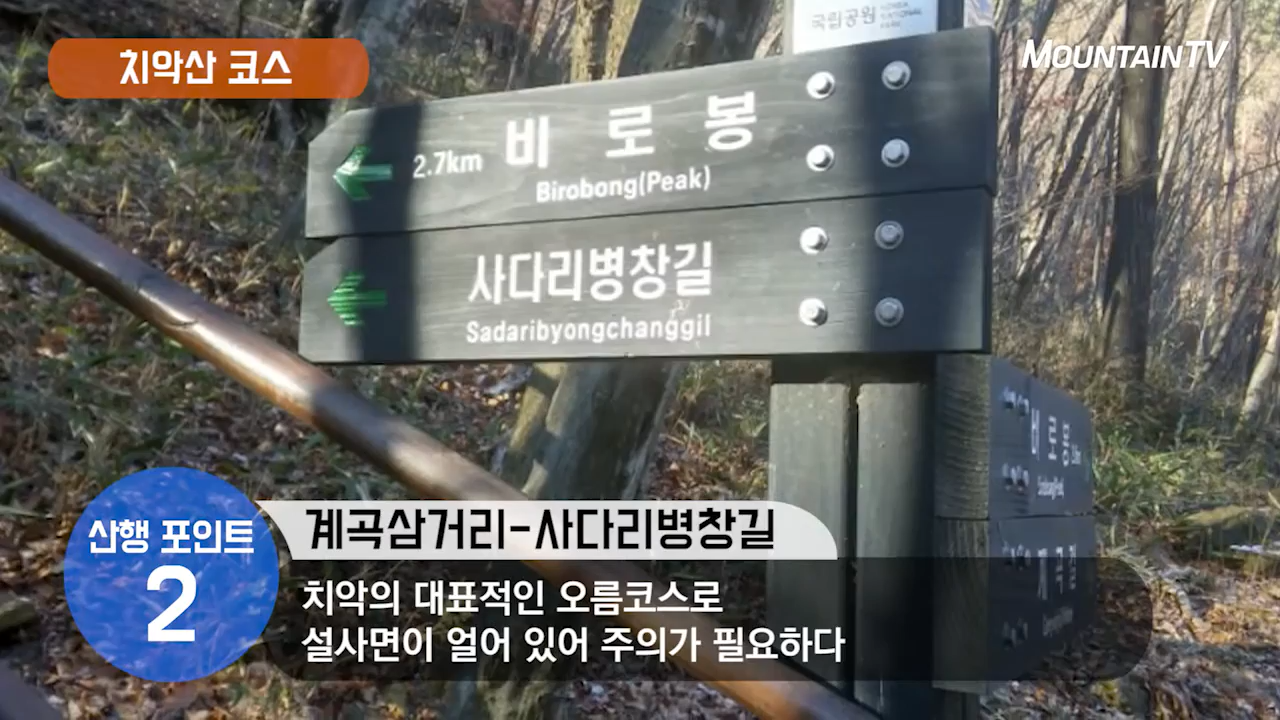 치악산 코스
MOUNTAINTV
국립공원
KOREA
NATIONAL
PARK
2.7km 비 로 봉
Birobong(Peak)
사다리병창길
Sadaribyongchanggil
비 로 봉
계 곡 길
산행 포인트
2
계곡삼거리-사다리병창길
치악의 대표적인 오름코스로
설사면이 얼어 있어 주의가 필요하다